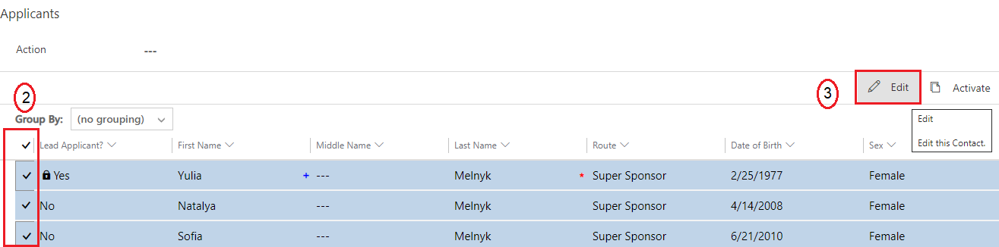 Applicants
Action ---
3 Edit Activate
2
Group By: (no grouping)
Edit
Edit this Contact.
Lead Applicant? First Name Middle Name Last Name Route Date of Birth Sex
Yes Yulia + --- Melnyk * Super Sponsor 2/25/1977 Female
No Natalya --- Melnyk Super Sponsor 4/14/2008 Female
No Sofia --- Melnyk Super Sponsor 6/21/2010 Female